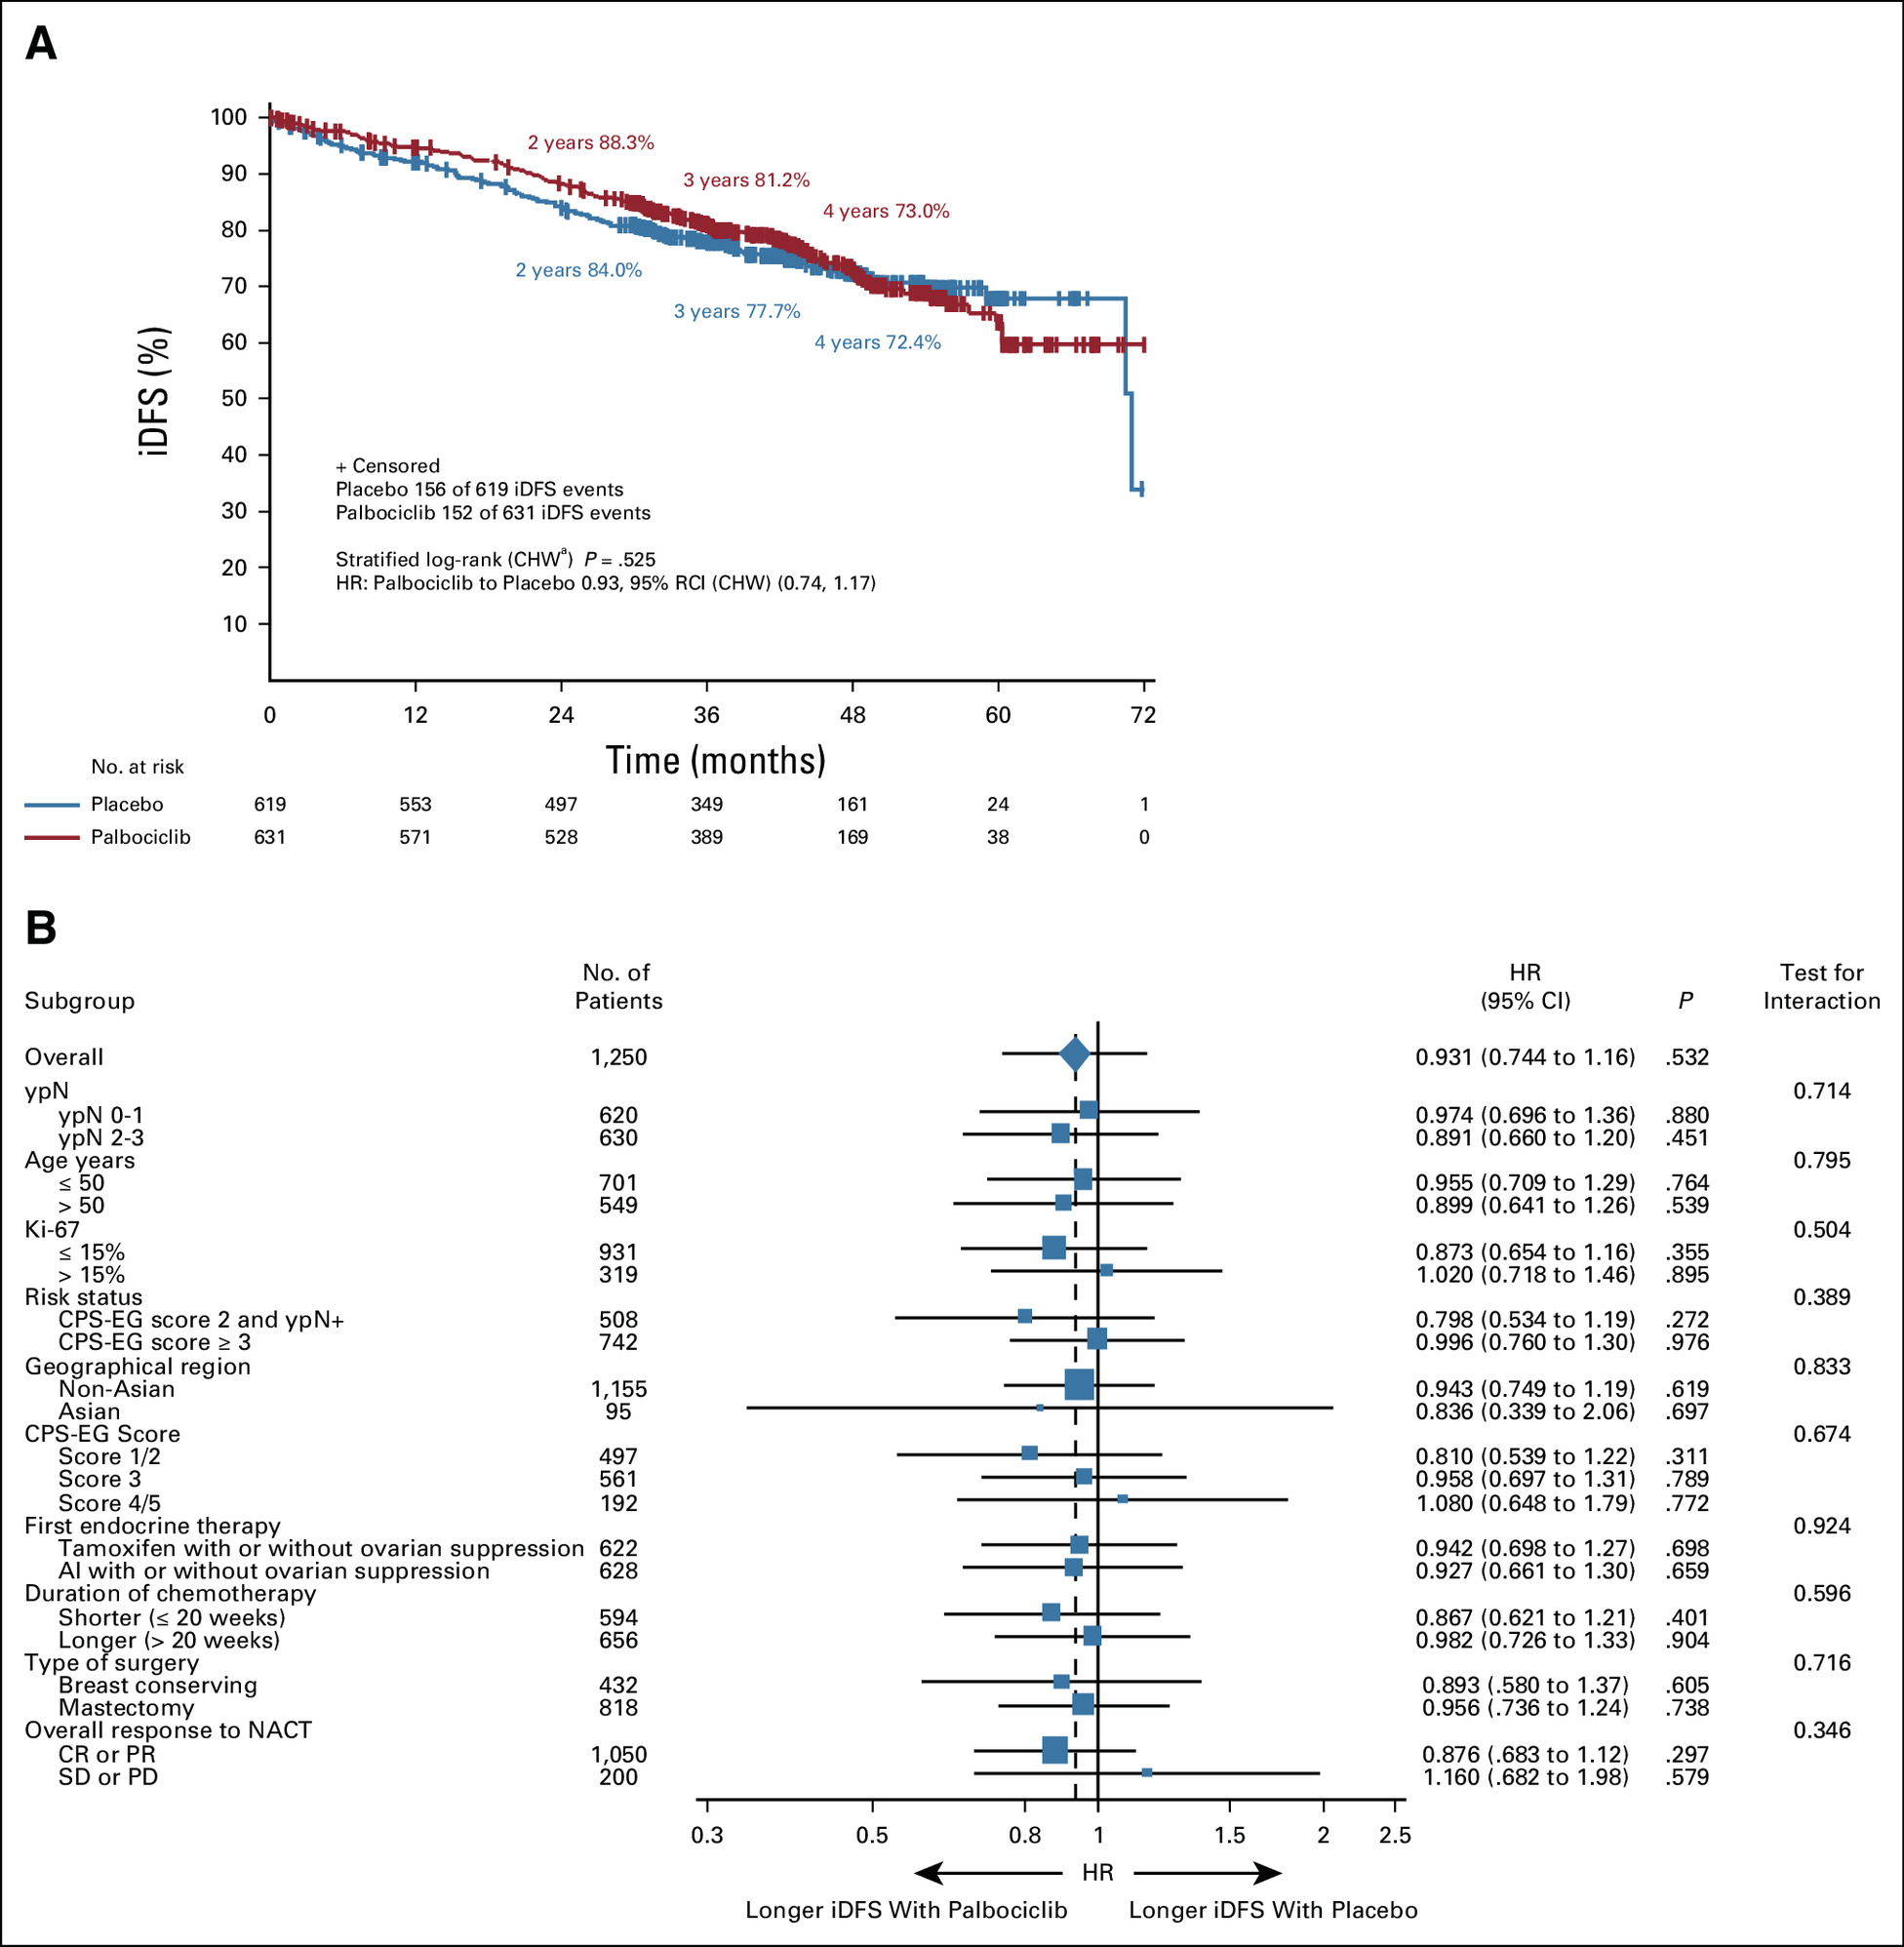 A
100
90
80
70
60
50
40
30
20
10
iDFS (%)
2 years 88.3%
3 years 81.2%
4 years 73.0%
2 years 84.0%
3 years 77.7%
4 years 72.4%
+ Censored
Placebo 156 of 619 iDFS events
Palbociclib 152 of 631 iDFS events
Stratified log-rank (CHWª) P = .525
HR: Palbociclib to Placebo 0.93, 95% RCI (CHW) (0.74, 1.17)
0 12 24 36 48 60 72
Time (months)
No. at risk
Placebo 619 553 497 349 161 24 1
Palbociclib 631 571 528 389 169 38 0
B
No. of HR Test for
Subgroup Patients (95% CI) P Interaction
Overall 1,250 0.931 (0.744 to 1.16) .532
ypN 0.714
ypN 0-1 620 0.974 (0.696 to 1.36) .880
ypN 2-3 630 0.891 (0.660 to 1.20) .451
Age years 0.795
≤ 50 701 0.955 (0.709 to 1.29) .764
> 50 549 0.899 (0.641 to 1.26) .539
Ki-67 0.504
≤ 15% 931 0.873 (0.654 to 1.16) .355
> 15% 319 1.020 (0.718 to 1.46) .895
Risk status 0.389
CPS-EG score 2 and ypN+ 508 0.798 (0.534 to 1.19) .272
CPS-EG score ≥ 3 742 0.996 (0.760 to 1.30) .976
Geographical region 0.833
Non-Asian 1,155 0.943 (0.749 to 1.19) .619
Asian 95 0.836 (0.339 to 2.06) .697
CPS-EG Score 0.674
Score 1/2 497 0.810 (0.539 to 1.22) .311
Score 3 561 0.958 (0.697 to 1.31) .789
Score 4/5 192 1.080 (0.648 to 1.79) .772
First endocrine therapy 0.924
Tamoxifen with or without ovarian suppression 622 0.942 (0.698 to 1.27) .698
AI with or without ovarian suppression 628 0.927 (0.661 to 1.30) .659
Duration of chemotherapy 0.596
Shorter (≤ 20 weeks) 594 0.867 (0.621 to 1.21) .401
Longer (> 20 weeks) 656 0.982 (0.726 to 1.33) .904
Type of surgery 0.716
Breast conserving 432 0.893 (.580 to 1.37) .605
Mastectomy 818 0.956 (.736 to 1.24) .738
Overall response to NACT 0.346
CR or PR 1,050 0.876 (.683 to 1.12) .297
SD or PD 200 1.160 (.682 to 1.98) .579
0.3 0.5 0.8 1 1.5 2 2.5
HR
Longer iDFS With Palbociclib Longer iDFS With Placebo